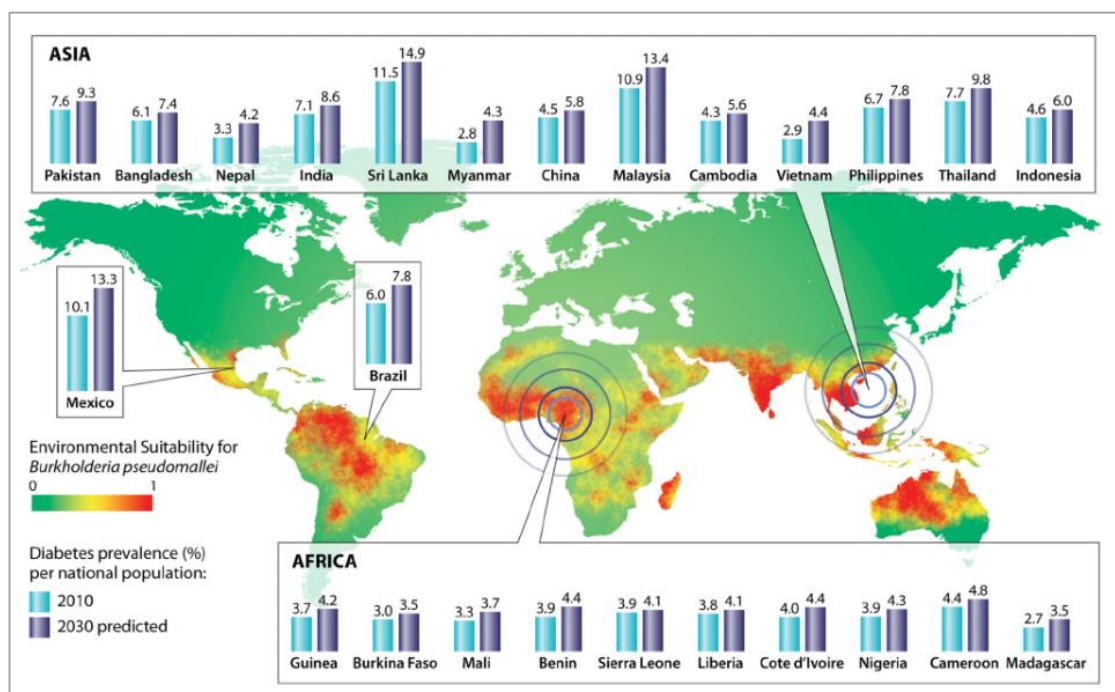 ASIA
7.6 9.3
Pakistan
6.1 7.4
Bangladesh
3.3 4.2
Nepal
7.1 8.6
India
11.5 14.9
Sri Lanka
2.8 4.3
Myanmar
4.5 5.8
China
10.9 13.4
Malaysia
4.3 5.6
Cambodia
2.9 4.4
Vietnam
6.7 7.8
Philippines
7.7 9.8
Thailand
4.6 6.0
Indonesia
10.1 13.3
Mexico
6.0 7.8
Brazil
Environmental Suitability for
Burkholderia pseudomallei
0 1
Diabetes prevalence (%)
per national population:
2010
2030 predicted
AFRICA
3.7 4.2
Guinea
3.0 3.5
Burkina Faso
3.3 3.7
Mali
3.9 4.4
Benin
3.9 4.1
Sierra Leone
3.8 4.1
Liberia
4.0 4.4
Cote d'Ivoire
3.9 4.3
Nigeria
4.4 4.8
Cameroon
2.7 3.5
Madagascar